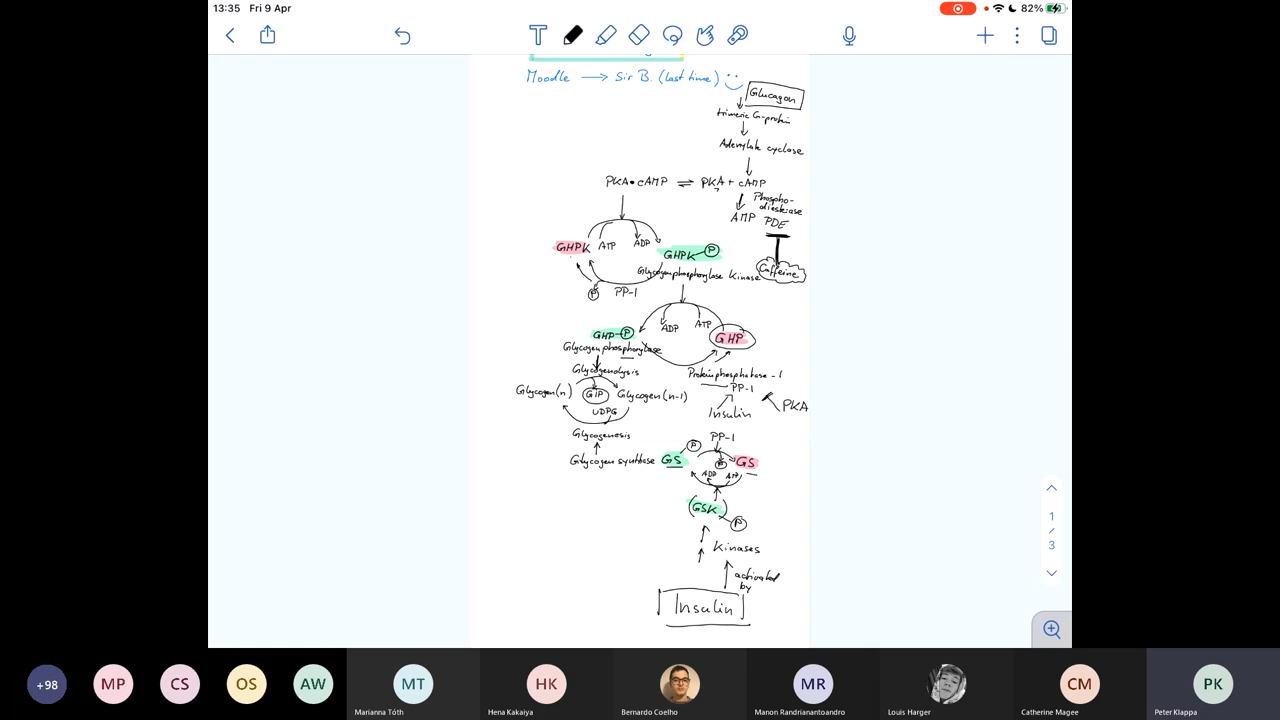 13:35 Fri 9 Apr
82%
Moodle → Sir B. (last time)
Glucagon
trimeric G-protein
Adenylate cyclase
PKA•cAMP ⇌ PKA + cAMP
Phospho-
diesterase
AMP PDE
GHPK ATP ADP GHPK P
Caffeine
Glycogenphosphorylase Kinase
P PP-1
GHP P ADP ATP GHP
Glycogen phosphorylase
Glycogenolysis
Proteinphosphatase-1
PP-1
Glycogen(n) G1P Glycogen(n-1)
PKA
UDPG
Insulin
Glycogenesis
PP-1
P
Glycogen synthase GS P GS
ADP ATP
(GSK)
P
Kinases
activated
by
Insulin
1
/
3
+98
MP
CS
OS
AW
MT
HK
MR
CM
PK
Marianna Tóth
Hena Kakaiya
Bernardo Coelho
Manon Randrianantoandro
Louis Harger
Catherine Magee
Peter Klappa